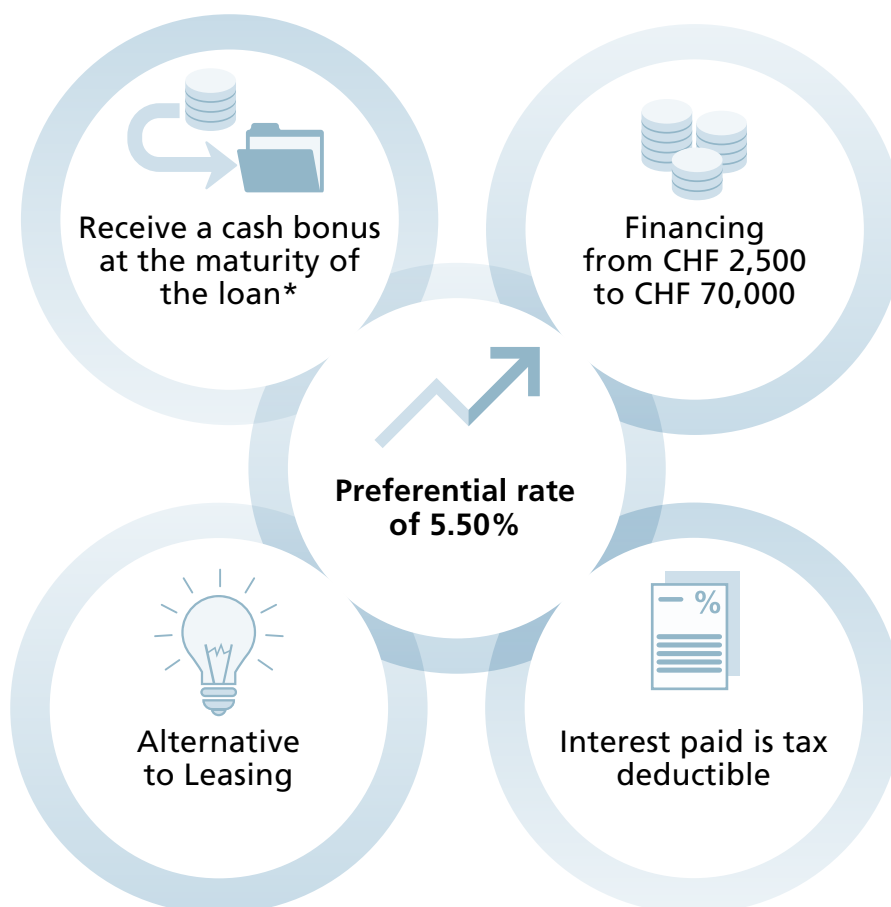 Receive a cash bonus
at the maturity of
the loan*
Financing
from CHF 2,500
to CHF 70,000
Preferential rate
of 5.50%
– %
Alternative
to Leasing
Interest paid is tax
deductible